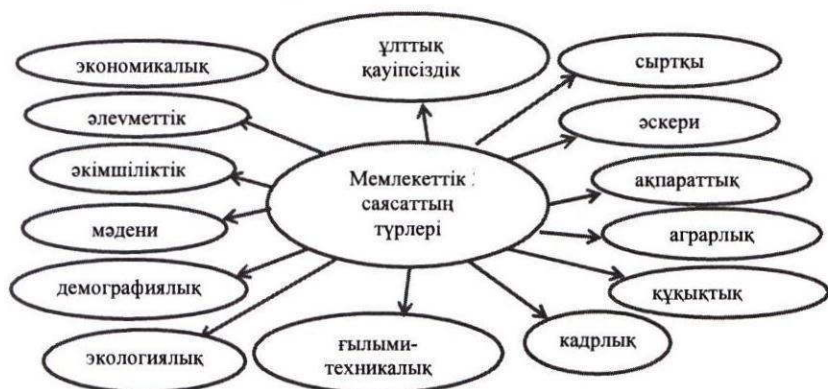 ұлттық
қауіпсіздік
экономикалық
сыртқы
әлеуметтік
әскери
әкімшіліктік
Мемлекеттік
саясаттың
түрлері
ақпараттық
мәдени
аграрлық
демографиялық
құқықтық
экологиялық
ғылыми-
техникалық
кадрлық